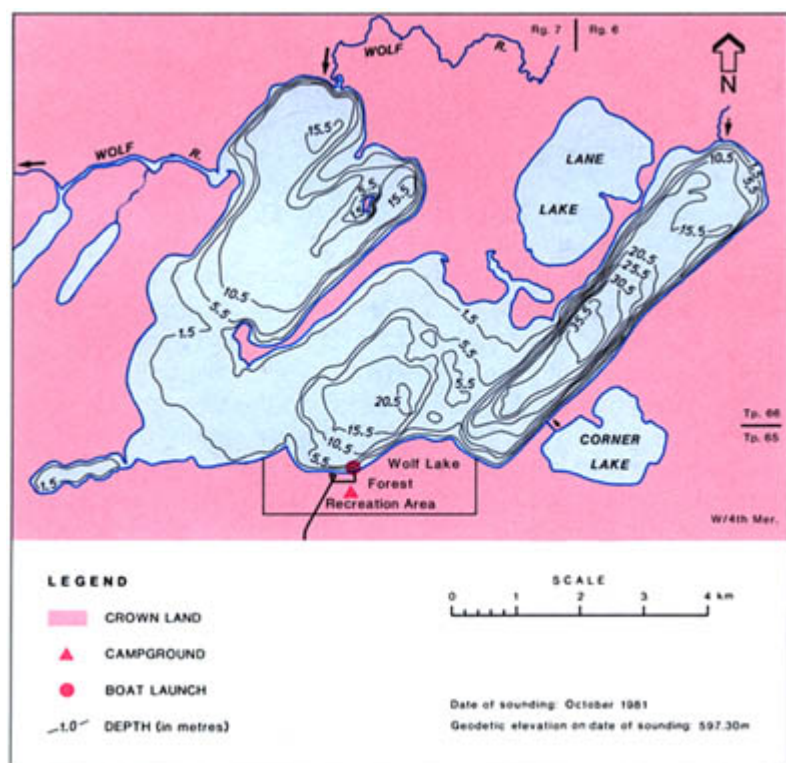 Rg. 7 | Rg. 6
WOLF R.
N
15.5
LANE
LAKE
10.5
5.5
5.5
WOLF R.
5.5
15.5
15.5
15.5
20.5
25.5
30.5
35.5
10.5
5.5
1.5
1.5
5.5
5.5
20.5
15.5
10.5
5.5
1.5
Tp. 66
Tp. 65
CORNER
LAKE
Wolf Lake
Forest
Recreation Area
W/4th Mer.
LEGEND
CROWN LAND
CAMPGROUND
BOAT LAUNCH
1.0 DEPTH (in metres)
SCALE
0 1 2 3 4 km
Date of sounding: October 1981
Geodetic elevation on date of sounding: 597.30m